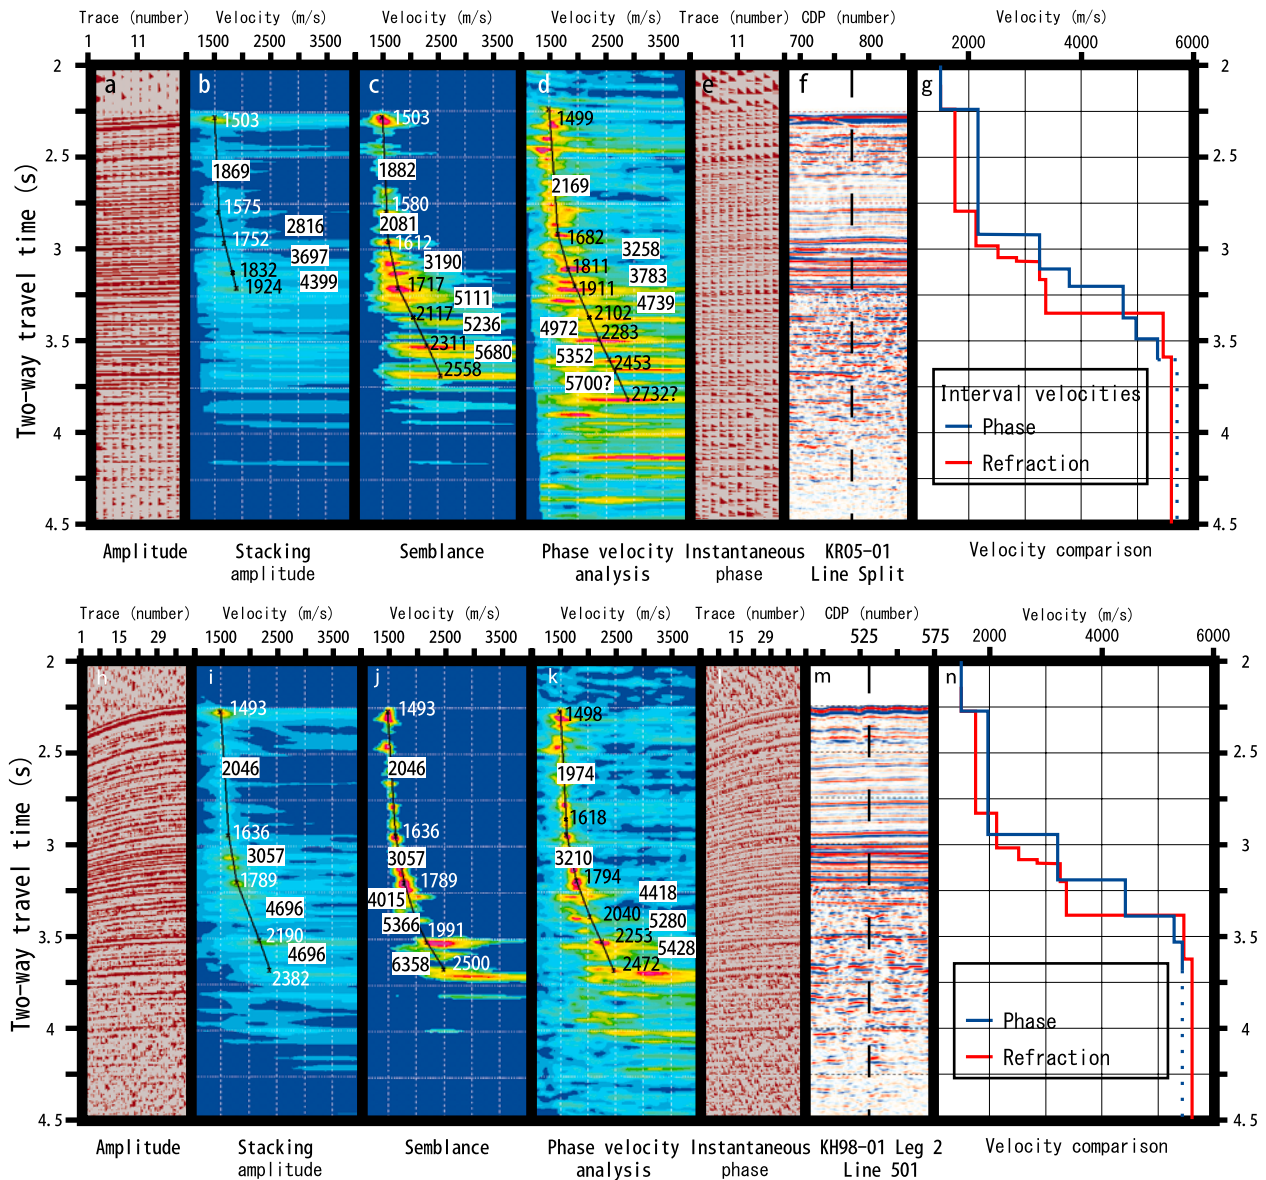 Trace (number)
Velocity (m/s)
Velocity (m/s)
Velocity (m/s)
Trace (number)
CDP (number)
Velocity (m/s)
1 11
1500 2500 3500
1500 2500 3500
1500 2500 3500
1 11
700 800
2000 4000 6000
Two-way travel time (s)
2
2.5
3
3.5
4
4.5
a
b
1503
1869
1575
2816
1752
3697
1832
4399
1924
c
1503
1882
1580
2081
1612
3190
1717
5111
2117
5236
2311
5680
2558
d
1499
2169
1682
3258
1811
3783
1911
4739
2102
4972
2283
5352
2453
5700?
2732?
e
f
g
Interval velocities
Phase
Refraction
2
2.5
3
3.5
4
4.5
Amplitude
Stacking
amplitude
Semblance
Phase velocity
analysis
Instantaneous
phase
KR05-01
Line Split
Velocity comparison
Trace (number)
Velocity (m/s)
Velocity (m/s)
Velocity (m/s)
Trace (number)
CDP (number)
Velocity (m/s)
1 15 29
1500 2500 3500
1500 2500 3500
1500 2500 3500
15 29
525 575
2000 4000 6000
Two-way travel time (s)
2
2.5
3
3.5
4
4.5
h
i
1493
2046
1636
3057
1789
4696
2190
4696
2382
j
1493
2046
1636
3057
1789
4015
5366
1991
6358
2500
k
1498
1974
1618
3210
1794
4418
2040
5280
2253
5428
2472
l
m
n
Phase
Refraction
2
2.5
3
3.5
4
4.5
Amplitude
Stacking
amplitude
Semblance
Phase velocity
analysis
Instantaneous
phase
KH98-01 Leg 2
Line 501
Velocity comparison